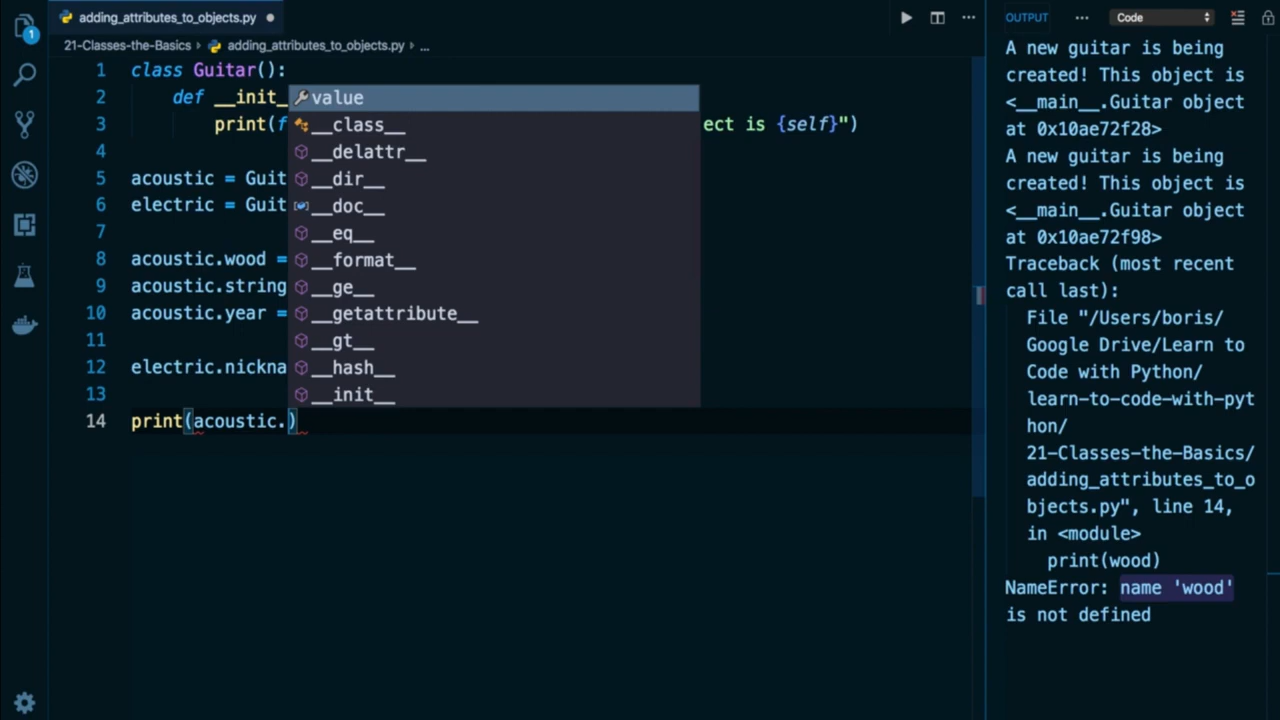 adding_attributes_to_objects.py
OUTPUT
Code
1
21-Classes-the-Basics adding_attributes_to_objects.py ...
1 class Guitar():
2 def __init_
3 print(f ect is {self}")
4
5 acoustic = Guit
6 electric = Guit
7
8 acoustic.wood =
9 acoustic.string
10 acoustic.year =
11
12 electric.nickna
13
14 print(acoustic.)
value
__class__
__delattr__
__dir__
__doc__
__eq__
__format__
__ge__
__getattribute__
__gt__
__hash__
__init__
A new guitar is being
created! This object is
<__main__.Guitar object
at 0x10ae72f28>
A new guitar is being
created! This object is
<__main__.Guitar object
at 0x10ae72f98>
Traceback (most recent
call last):
File "/Users/boris/
Google Drive/Learn to
Code with Python/
learn-to-code-with-pyt
hon/
21-Classes-the-Basics/
adding_attributes_to_o
bjects.py", line 14,
in <module>
print(wood)
NameError: name 'wood'
is not defined